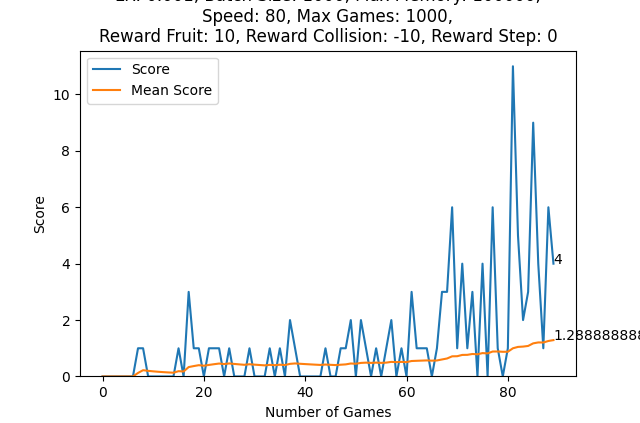 Speed: 80, Max Games: 1000,
Reward Fruit: 10, Reward Collision: -10, Reward Step: 0
Score
Mean Score
10
8
6
4
2
0
Score
4
1.288888888
0
20
40
60
80
Number of Games